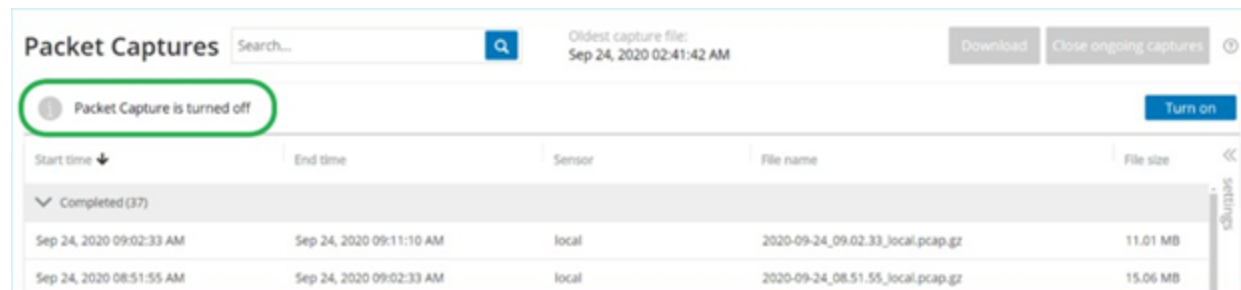 Packet Captures Search... Oldest capture file: Download Close ongoing captures
Sep 24, 2020 02:41:42 AM
Packet Capture is turned off Turn on
Start time End time Sensor File name File size
Completed (37)
Sep 24, 2020 09:02:33 AM Sep 24, 2020 09:11:10 AM local 2020-09-24_09.02.33_local.pcap.gz 11.01 MB
Sep 24, 2020 08:51:55 AM Sep 24, 2020 09:02:33 AM local 2020-09-24_08.51.55_local.pcap.gz 15.06 MB
settings